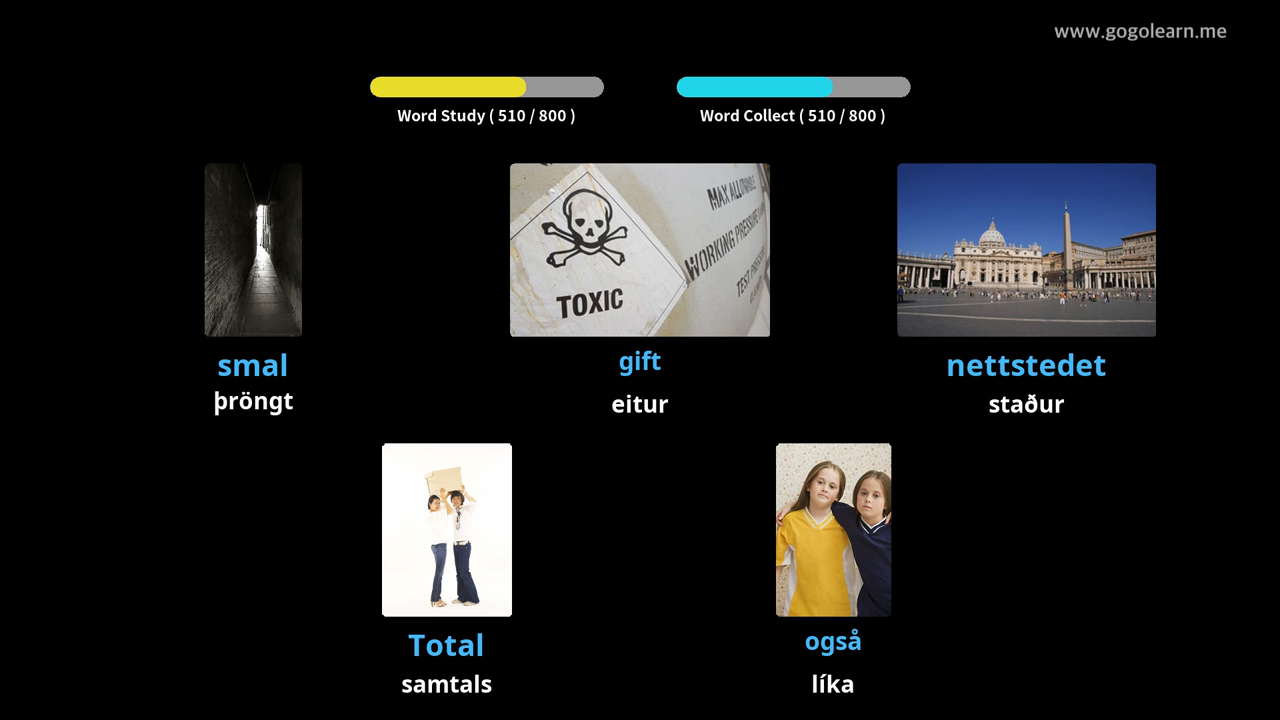 www.gogolearn.me
Word Study ( 510 / 800 )
Word Collect ( 510 / 800 )
TOXIC
MAX ALLOWABLE
WORKING PRESSURE
TEST
smal
þröngt
gift
eitur
nettstedet
staður
Total
samtals
også
líka